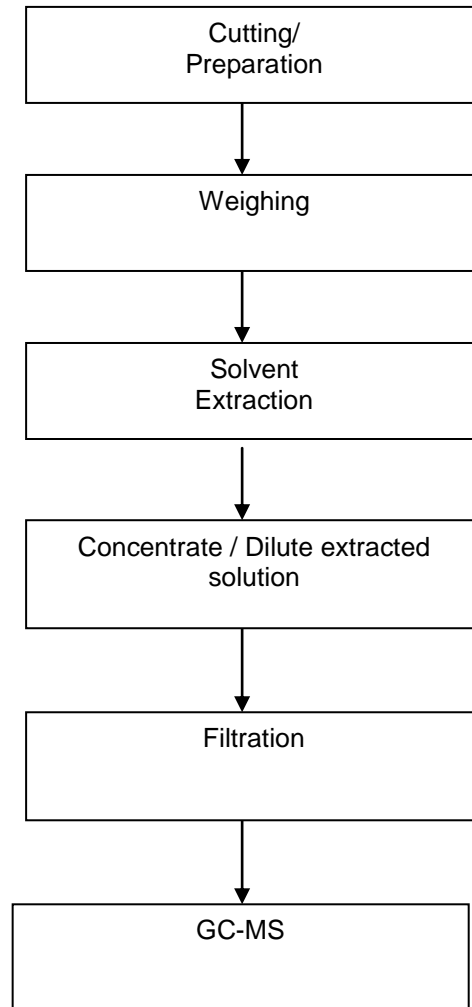 Cutting/
Preparation
Weighing
Solvent
Extraction
Concentrate / Dilute extracted
solution
Filtration
GC-MS